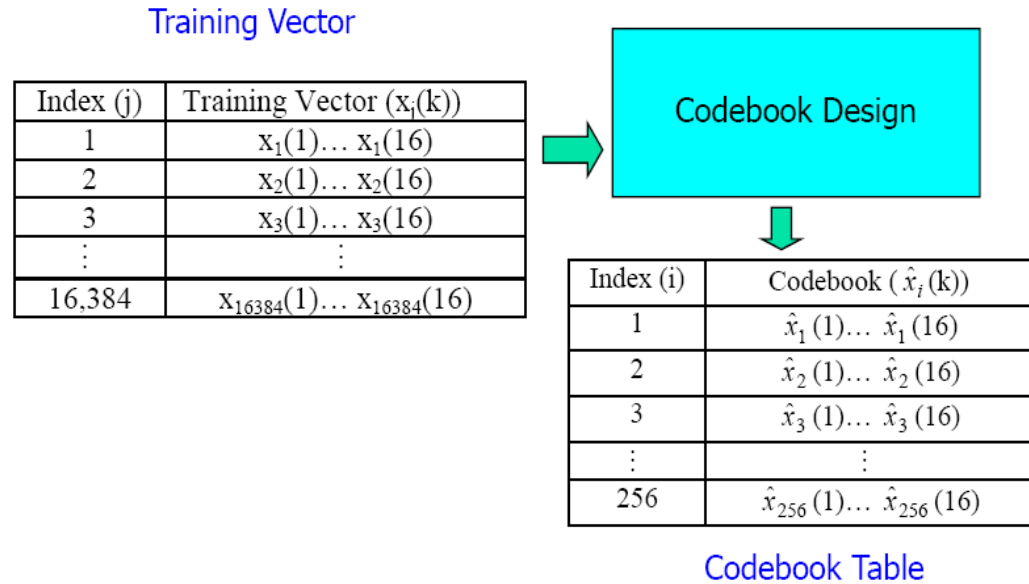 Training Vector
Index (j) Training Vector (xj(k))
1 x1(1)... x1(16)
2 x2(1)... x2(16)
3 x3(1)... x3(16)
⋮ ⋮
16,384 x16384(1)... x16384(16)
Codebook Design
Index (i) Codebook ( x̂i (k))
1 x̂1 (1)... x̂1 (16)
2 x̂2 (1)... x̂2 (16)
3 x̂3 (1)... x̂3 (16)
⋮ ⋮
256 x̂256 (1)... x̂256 (16)
Codebook Table